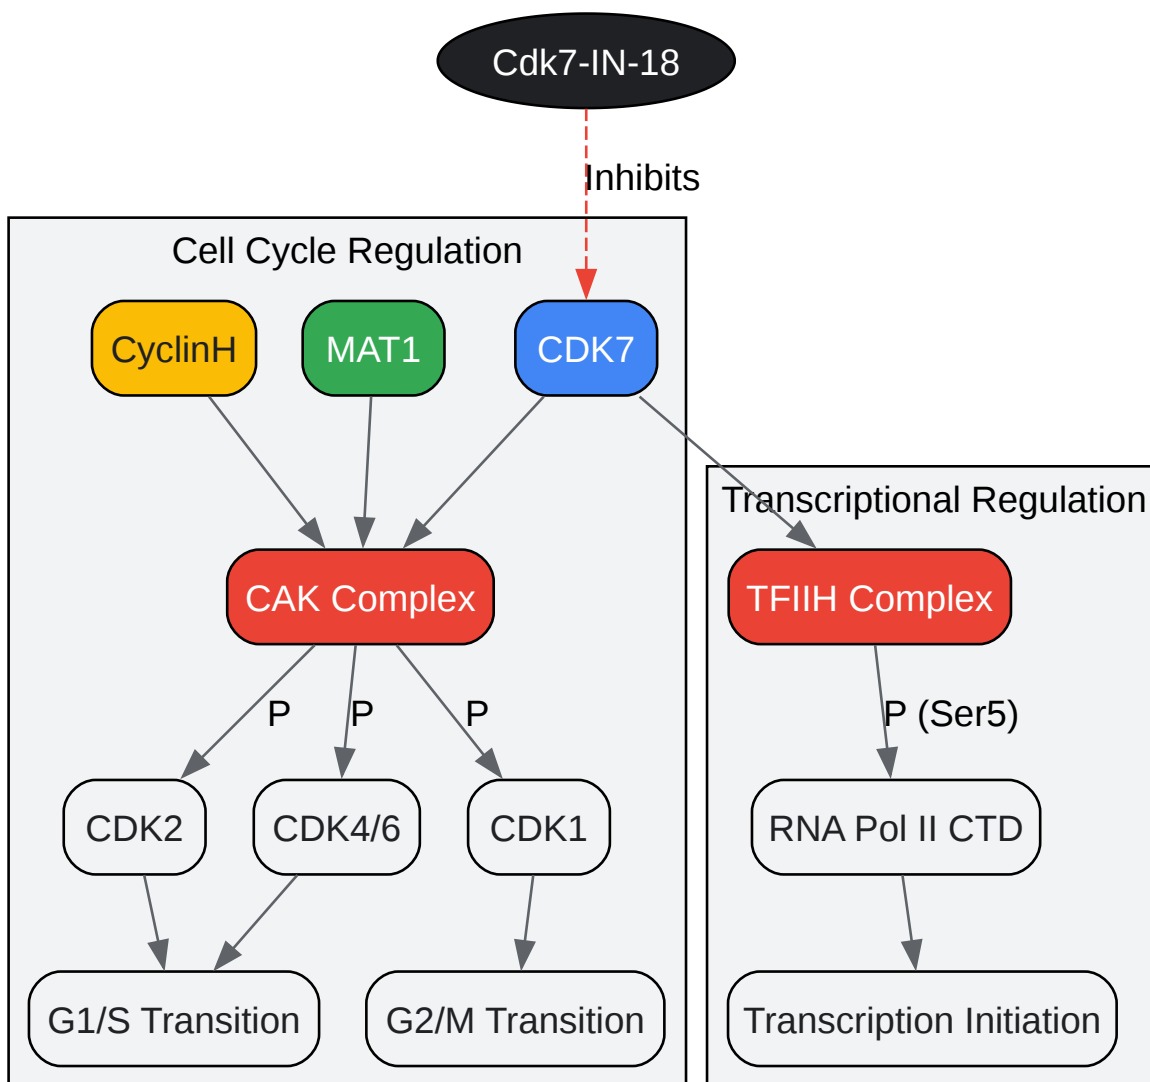 Cdk7-IN-18
Inhibits
Cell Cycle Regulation
CyclinH
MAT1
CDK7
Transcriptional Regulation
CAK Complex
TFIIH Complex
P
P
P
P (Ser5)
CDK2
CDK4/6
CDK1
RNA Pol II CTD
G1/S Transition
G2/M Transition
Transcription Initiation